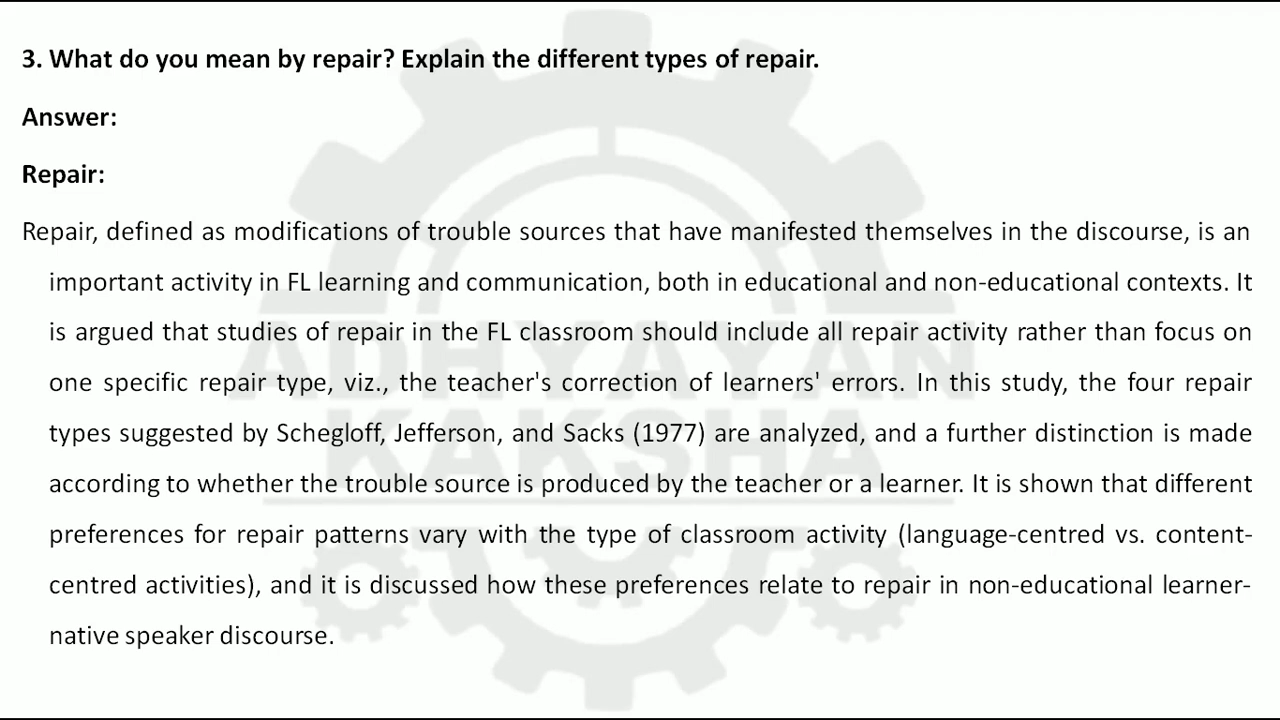 3. What do you mean by repair? Explain the different types of repair.
Answer:
Repair:
Repair, defined as modifications of trouble sources that have manifested themselves in the discourse, is an
important activity in FL learning and communication, both in educational and non-educational contexts. It
is argued that studies of repair in the FL classroom should include all repair activity rather than focus on
one specific repair type, viz., the teacher's correction of learners' errors. In this study, the four repair
types suggested by Schegloff, Jefferson, and Sacks (1977) are analyzed, and a further distinction is made
according to whether the trouble source is produced by the teacher or a learner. It is shown that different
preferences for repair patterns vary with the type of classroom activity (language-centred vs. content-
centred activities), and it is discussed how these preferences relate to repair in non-educational learner-
native speaker discourse.
ADHYAYAN
KAKSHA